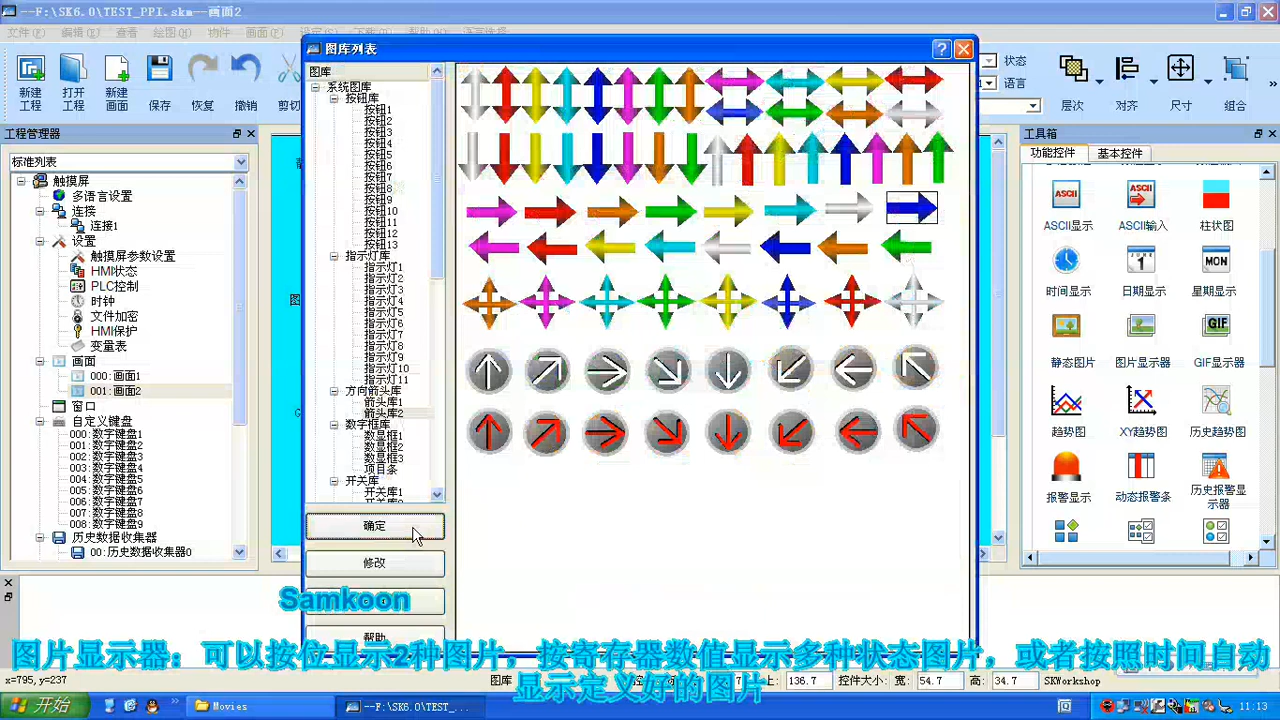 --F:\SK6.0\TEST_PPI.skm--画面2
文件(F) 编辑(E) 查看 绘图(D) 物件 画面(P)
新建工程
打开工程
新建画面
保存
恢复
撤销
剪切
状态
语言
层次
对齐
尺寸
组合
工程管理器
标准列表
触摸屏
多语言设置
连接
连接1
设置
触摸屏参数设置
HMI状态
PLC控制
时钟
文件加密
HMI保护
变量表
画面
000:画面1
001:画面2
窗口
自定义键盘
000:数字键盘1
002:数字键盘2
003:数字键盘3
004:数字键盘4
005:数字键盘5
006:数字键盘6
007:数字键盘7
008:数字键盘8
009:数字键盘9
历史数据收集器
00:历史数据收集器0
图库列表
图库
系统图库
按钮库
按钮1
按钮2
按钮3
按钮4
按钮5
按钮6
按钮7
按钮8
按钮9
按钮10
按钮11
按钮12
按钮13
指示灯库
指示灯1
指示灯2
指示灯3
指示灯4
指示灯5
指示灯6
指示灯7
指示灯8
指示灯9
指示灯10
指示灯11
方向箭头库
箭头库1
箭头库2
数字框库
数显框1
数显框2
数显框3
项目条
开关库
开关库1
确定
修改
帮助
工具箱
功能控件 基本控件
ASCII
ASCII
ASCII显示
ASCII输入
柱状图
1
MON
时间显示
日期显示
星期显示
GIF
静态图片
图片显示器
GIF显示器
趋势图
XY趋势图
历史趋势图
报警显示
动态报警条
历史报警显示器
Samkoon
图片显示器：可以按位显示2种图片，按寄存器数值显示多种状态图片，或者按照时间自动
显示定义好的图片
x=795, y=237
图库
上: 136.7 控件大小: 宽: 54.7 高: 34.7 SKWorkshop
开始
Movies
--F:\SK6.0\TEST_...
11:13